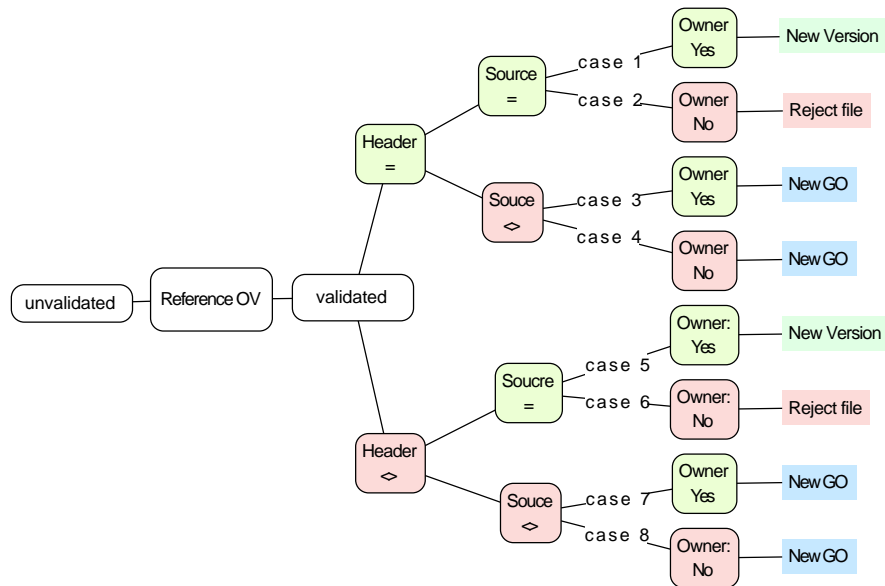 Owner
Yes
New Version
Source
=
case 1
case 2
Owner
No
Reject file
Header
=
Souce
<>
case 3
Owner
Yes
New GO
case 4
Owner
No
New GO
unvalidated
Reference OV
validated
Soucre
=
case 5
Owner:
Yes
New Version
case 6
Owner:
No
Reject file
Header
<>
Souce
<>
case 7
Owner
Yes
New GO
case 8
Owner:
No
New GO